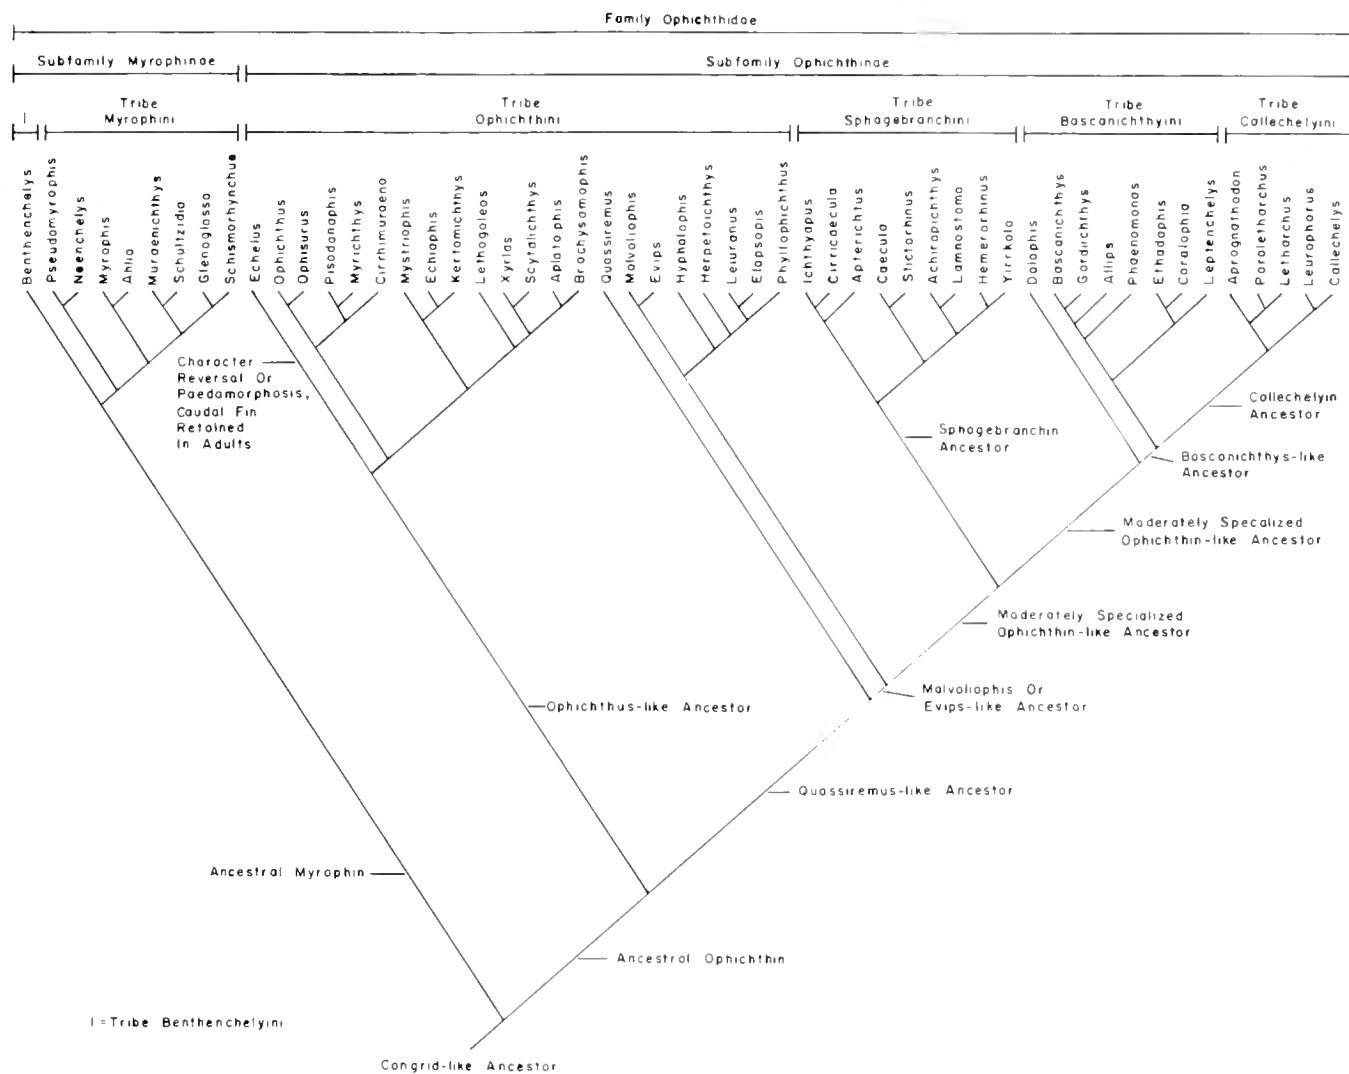 Family Ophichthidae
Subfamily Myrophinae
Subfamily Ophichthinae
I
Tribe
Myrophini
Tribe
Ophichthini
Tribe
Sphagebranchini
Tribe
Bascanichthyini
Tribe
Callechelyini
Benthenchelys
Pseudomyrophis
Neenchelys
Myrophis
Ahlia
Muraenichthys
Schultzidia
Glenoglossa
Schismorhynchus
Echelus
Ophichthus
Ophisurus
Pisodonophis
Myrichthys
Cirrhimuraena
Mystriophis
Echiophis
Kertomichthys
Lethogoleos
Xyrias
Scytalichthys
Aplatophis
Brachysomophis
Quassiremus
Malvoliophis
Evips
Hyphalophis
Herpetoichthys
Leiuranus
Elapsopis
Phyllophichthus
Ichthyapus
Cirricaecula
Apterichtus
Caecula
Stictorhinus
Achiropichthys
Lamnostoma
Hemerorhinus
Yirrkala
Dalophis
Bascanichthys
Gordiichthys
Allips
Phaenomonas
Ethadophis
Caralophia
Leptenchelys
Aprognathodon
Paraletharchus
Letharchus
Leuropharus
Callechelys
Character
Reversal Or
Paedamorphosis,
Caudal Fin
Retained
In Adults
Callechelyin
Ancestor
Sphagebranchin
Ancestor
Bascanichthys-like
Ancestor
Moderately Specalized
Ophichthin-like Ancestor
Moderately Specialized
Ophichthin-like Ancestor
Malvoliophis Or
Evips-like Ancestor
Ophichthus-like Ancestor
Quassiremus-like Ancestor
Ancestral Myrophin
Ancestral Ophichthin
I=Tribe Benthenchelyini
Congrid-like Ancestor